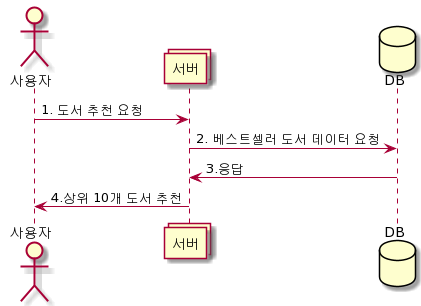 사용자
서버
DB
1. 도서 추천 요청
2. 베스트셀러 도서 데이터 요청
3.응답
4.상위 10개 도서 추천
사용자
서버
DB